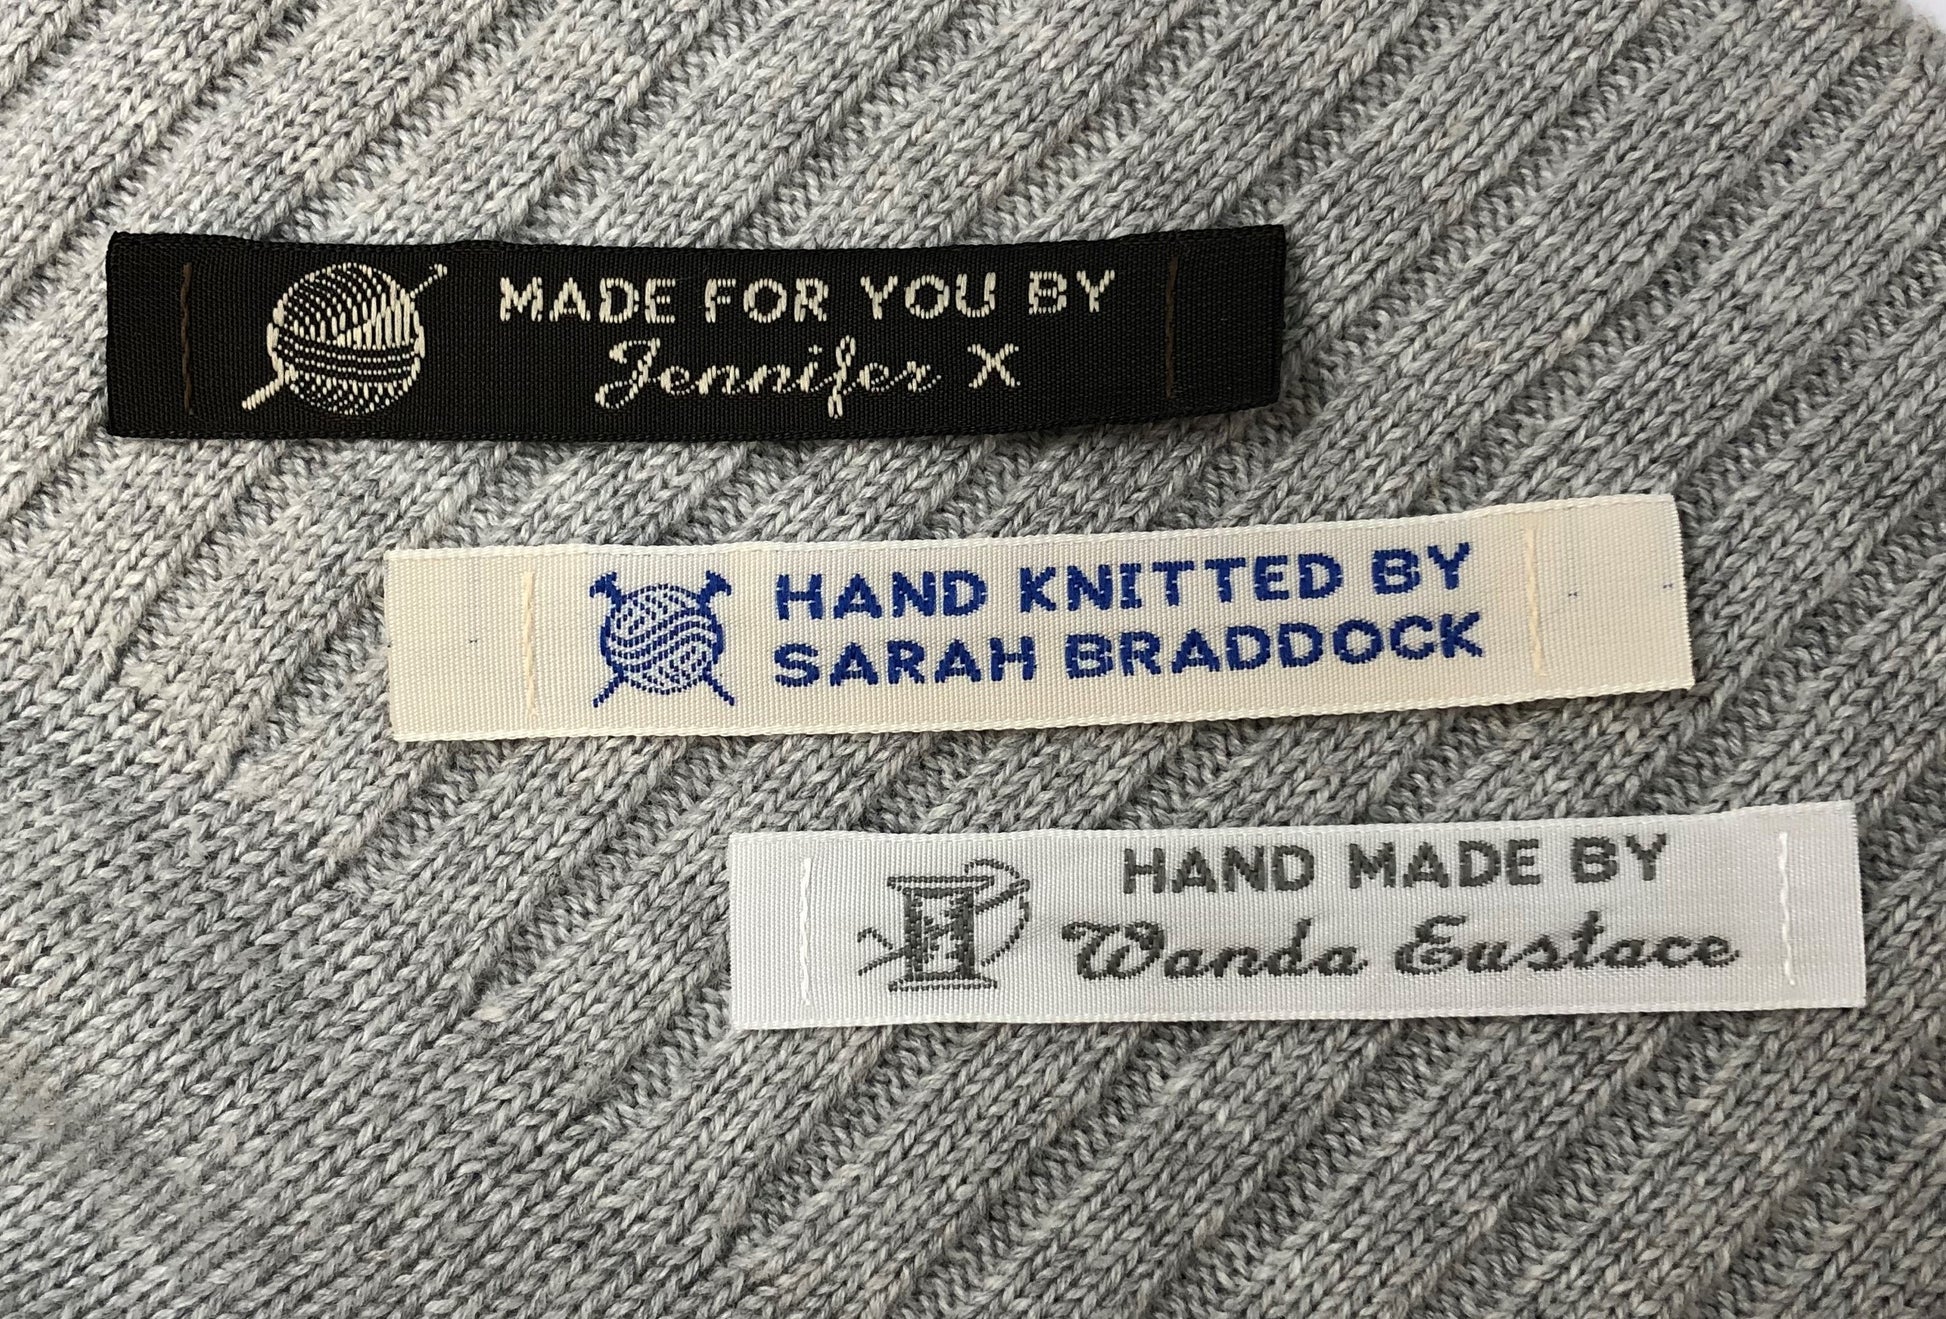 MADE FOR YOU BY
Jennifer X
HAND KNITTED BY
SARAH BRADDOCK
HAND MADE BY
Wanda Eustace